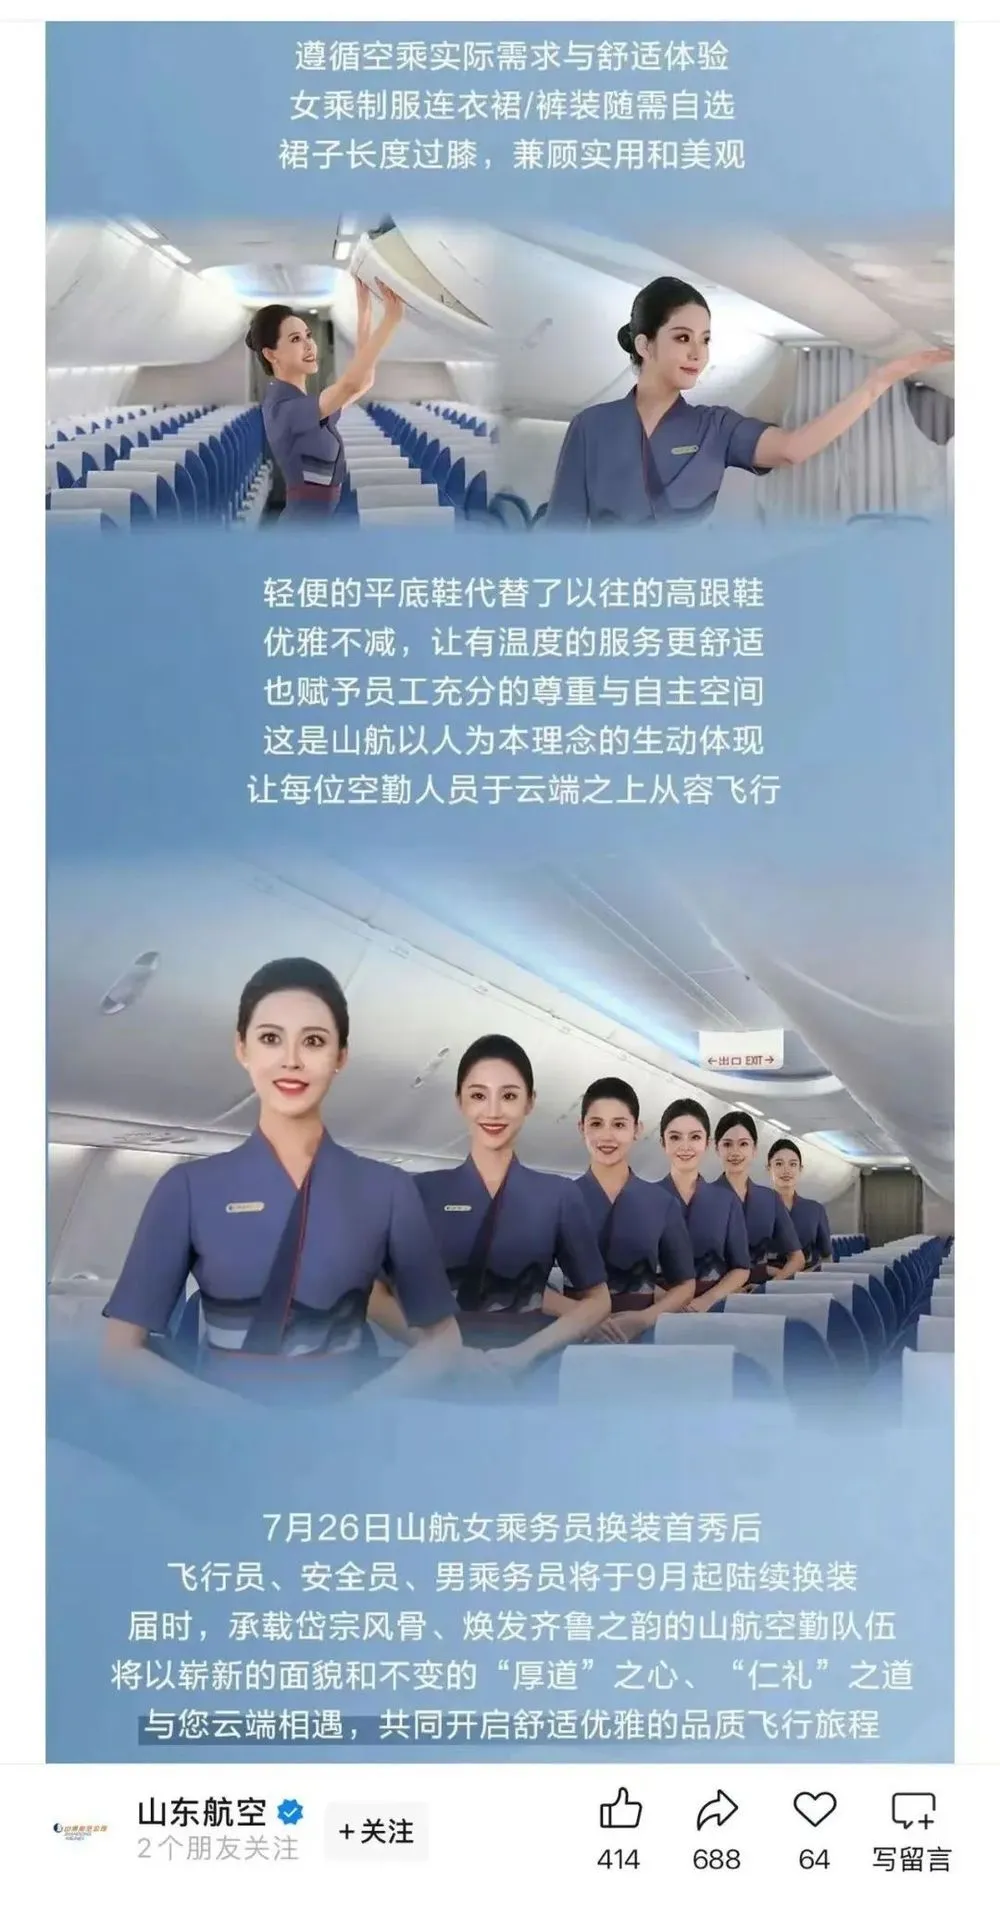 遵循空乘实际需求与舒适体验
女乘制服连衣裙/裤装随需自选
裙子长度过膝，兼顾实用和美观
轻便的平底鞋代替了以往的高跟鞋
优雅不减，让有温度的服务更舒适
也赋予员工充分的尊重与自主空间
这是山航以人为本理念的生动体现
让每位空勤人员于云端之上从容飞行
←出口 EXIT→
7月26日山航女乘务员换装首秀后
飞行员、安全员、男乘务员将于9月起陆续换装
届时，承载岱宗风骨、焕发齐鲁之韵的山航空勤队伍
将以崭新的面貌和不变的“厚道”之心、“仁礼”之道
与您云端相遇，共同开启舒适优雅的品质飞行旅程
山东航空
2个朋友关注
+关注
414
688
64
写留言